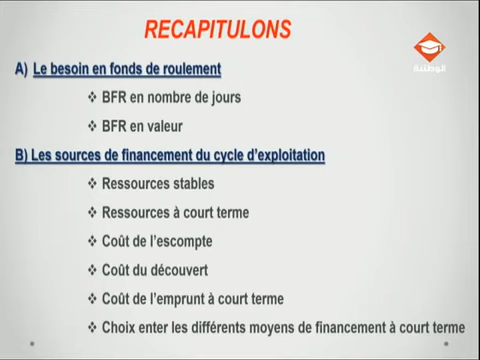 RECAPITULONS
الوطنية
A) Le besoin en fonds de roulement
❖ BFR en nombre de jours
❖ BFR en valeur
B) Les sources de financement du cycle d'exploitation
❖ Ressources stables
❖ Ressources à court terme
❖ Coût de l'escompte
❖ Coût du découvert
❖ Coût de l'emprunt à court terme
❖ Choix enter les différents moyens de financement à court terme